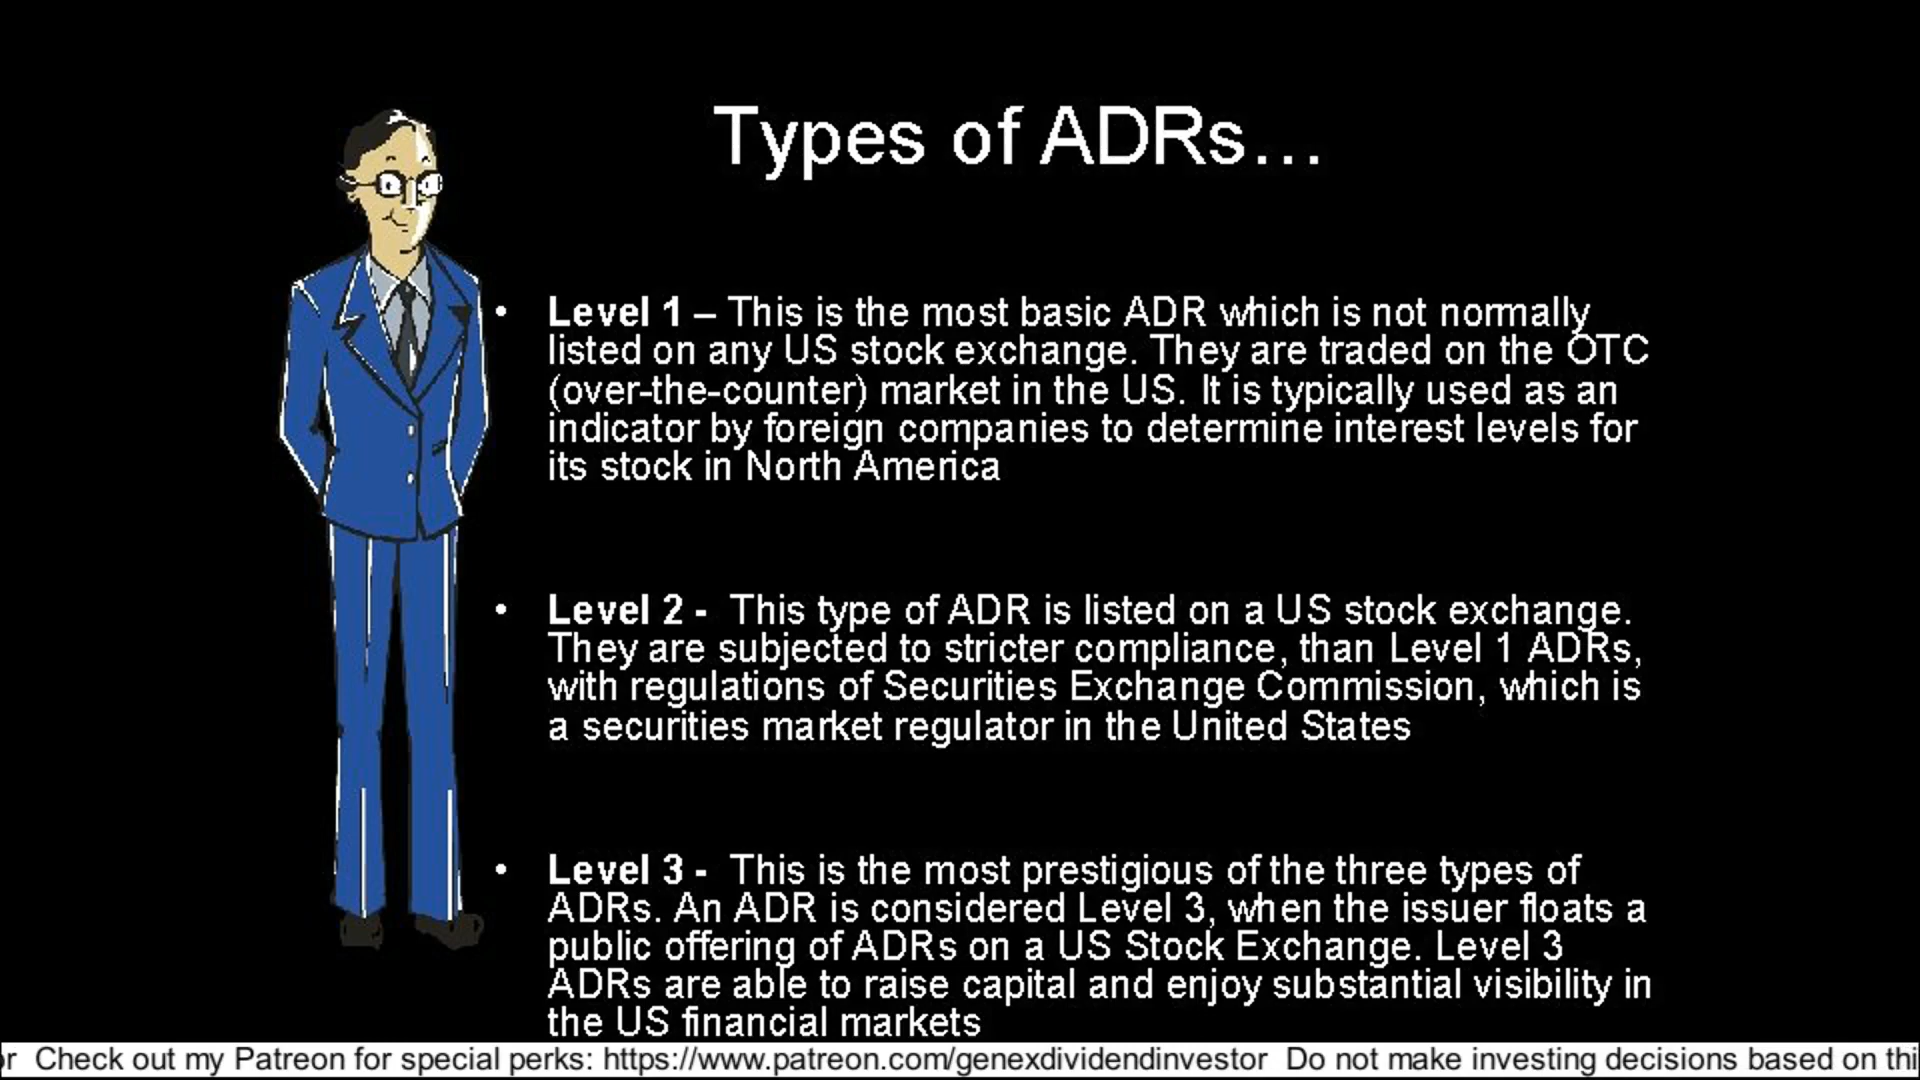 Types of ADRs...
• Level 1 – This is the most basic ADR which is not normally
listed on any US stock exchange. They are traded on the OTC
(over-the-counter) market in the US. It is typically used as an
indicator by foreign companies to determine interest levels for
its stock in North America
• Level 2 - This type of ADR is listed on a US stock exchange.
They are subjected to stricter compliance, than Level 1 ADRs,
with regulations of Securities Exchange Commission, which is
a securities market regulator in the United States
• Level 3 - This is the most prestigious of the three types of
ADRs. An ADR is considered Level 3, when the issuer floats a
public offering of ADRs on a US Stock Exchange. Level 3
ADRs are able to raise capital and enjoy substantial visibility in
the US financial markets
r Check out my Patreon for special perks: https://www.patreon.com/genexdividendinvestor Do not make investing decisions based on thi